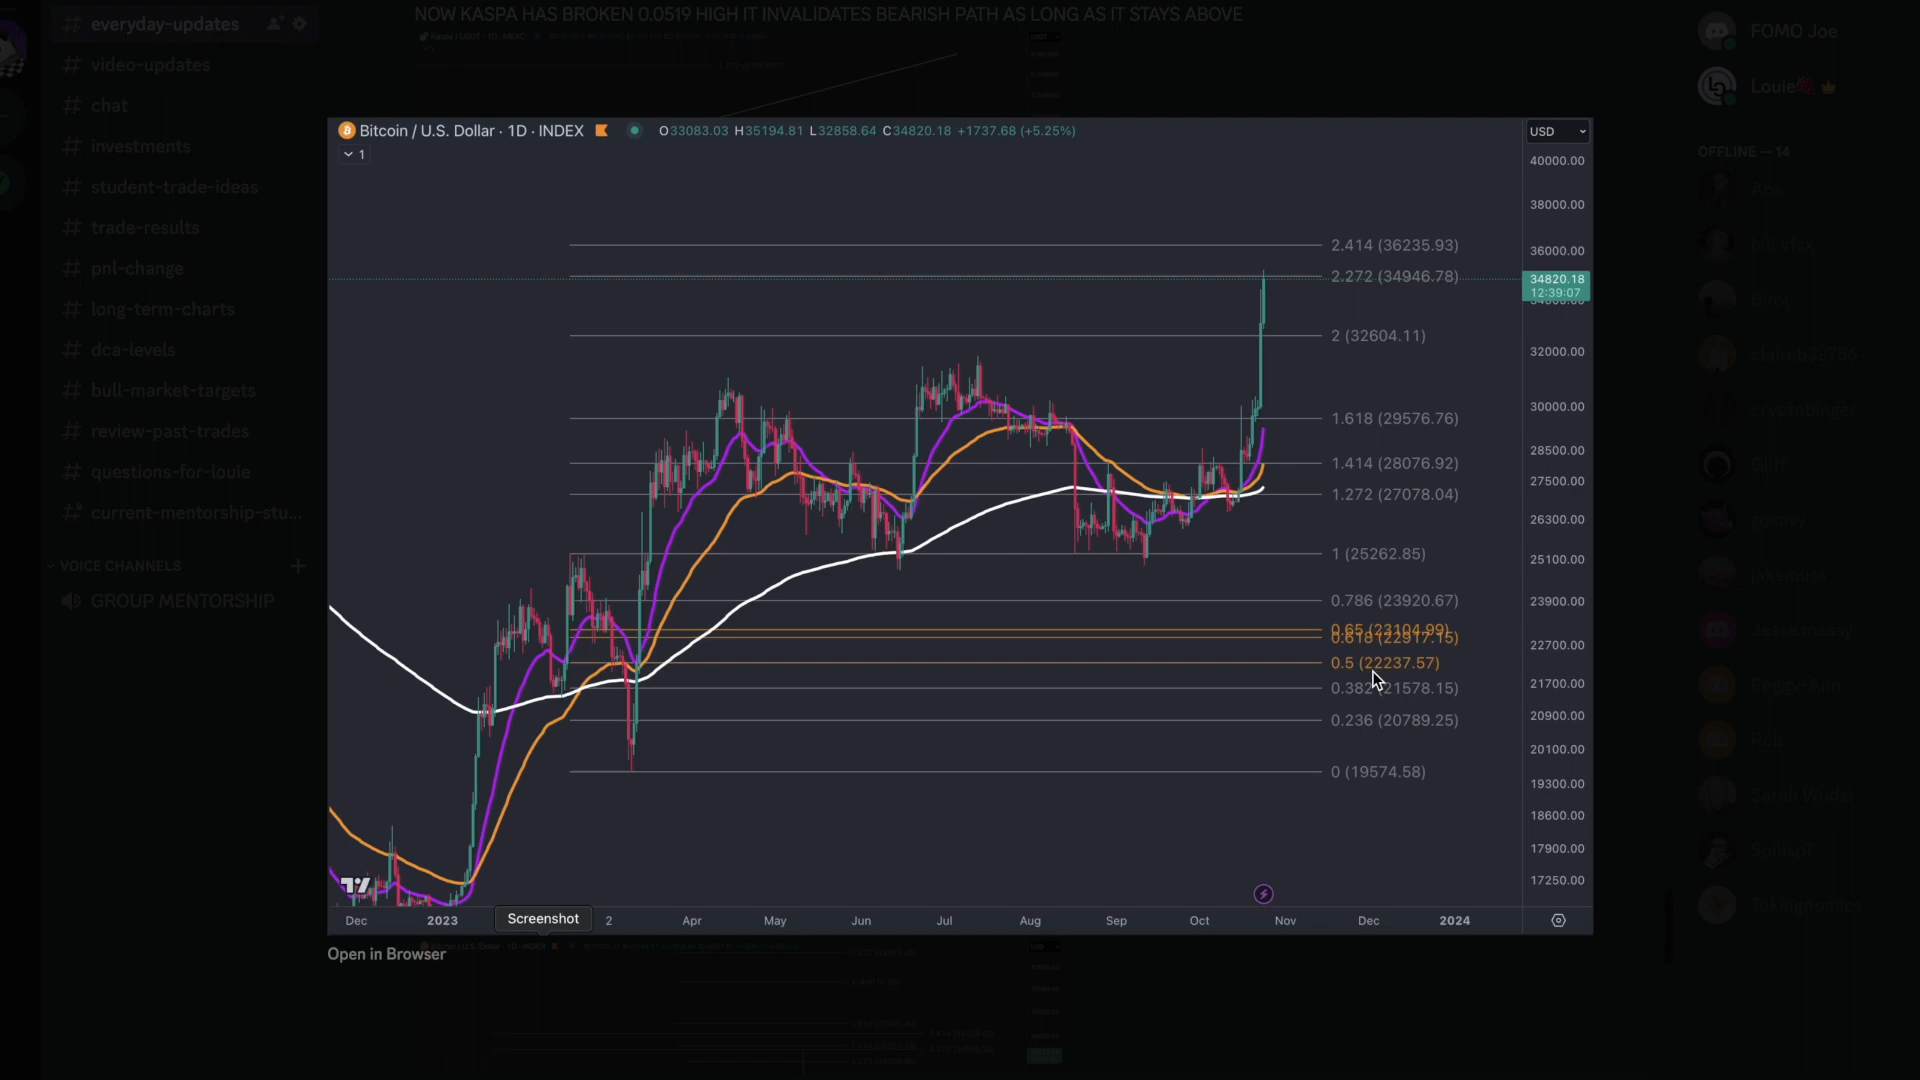 everyday-updates
video-updates
chat
investments
student-trade-ideas
trade-results
pnl-change
long-term-charts
dca-levels
bull-market-targets
review-past-trades
questions-for-louie
current-mentorship-stu...
VOICE CHANNELS
GROUP MENTORSHIP
NOW KASPA HAS BROKEN 0.0519 HIGH IT INVALIDATES BEARISH PATH AS LONG AS IT STAYS ABOVE
Bitcoin / U.S. Dollar · 1D · INDEX O33083.03 H35194.81 L32858.64 C34820.18 +1737.68 (+5.25%)
1
2.414 (36235.93)
2.272 (34946.78)
2 (32604.11)
1.618 (29576.76)
1.414 (28076.92)
1.272 (27078.04)
1 (25262.85)
0.786 (23920.67)
0.65 (23104.99)
0.618 (22917.15)
0.5 (22237.57)
0.382 (21578.15)
0.236 (20789.25)
0 (19574.58)
USD
40000.00
38000.00
36000.00
34820.18
12:39:07
34000.00
32000.00
30000.00
28500.00
27500.00
26300.00
25100.00
23900.00
22700.00
21700.00
20900.00
20100.00
19300.00
18600.00
17900.00
17250.00
Dec 2023 2 Apr May Jun Jul Aug Sep Oct Nov Dec 2024
Screenshot
Open in Browser
FOMO Joe
Louie
OFFLINE — 14
Peggy-Ann
Rob